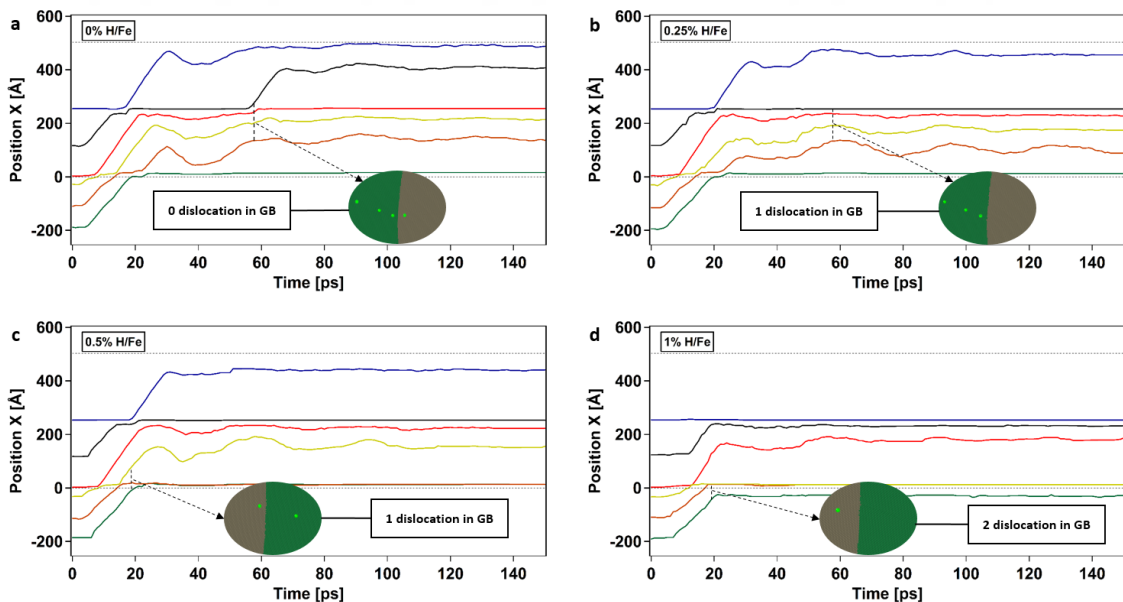 a
0% H/Fe
Position X [Å]
600
400
200
0
-200
0 dislocation in GB
0 20 40 60 80 100 120 140
Time [ps]
b
0.25% H/Fe
Position X [Å]
600
400
200
0
-200
1 dislocation in GB
0 20 40 60 80 100 120 140
Time [ps]
c
0.5% H/Fe
Position X [Å]
600
400
200
0
-200
1 dislocation in GB
0 20 40 60 80 100 120 140
Time [ps]
d
1% H/Fe
Position X [Å]
600
400
200
0
-200
2 dislocation in GB
0 20 40 60 80 100 120 140
Time [ps]